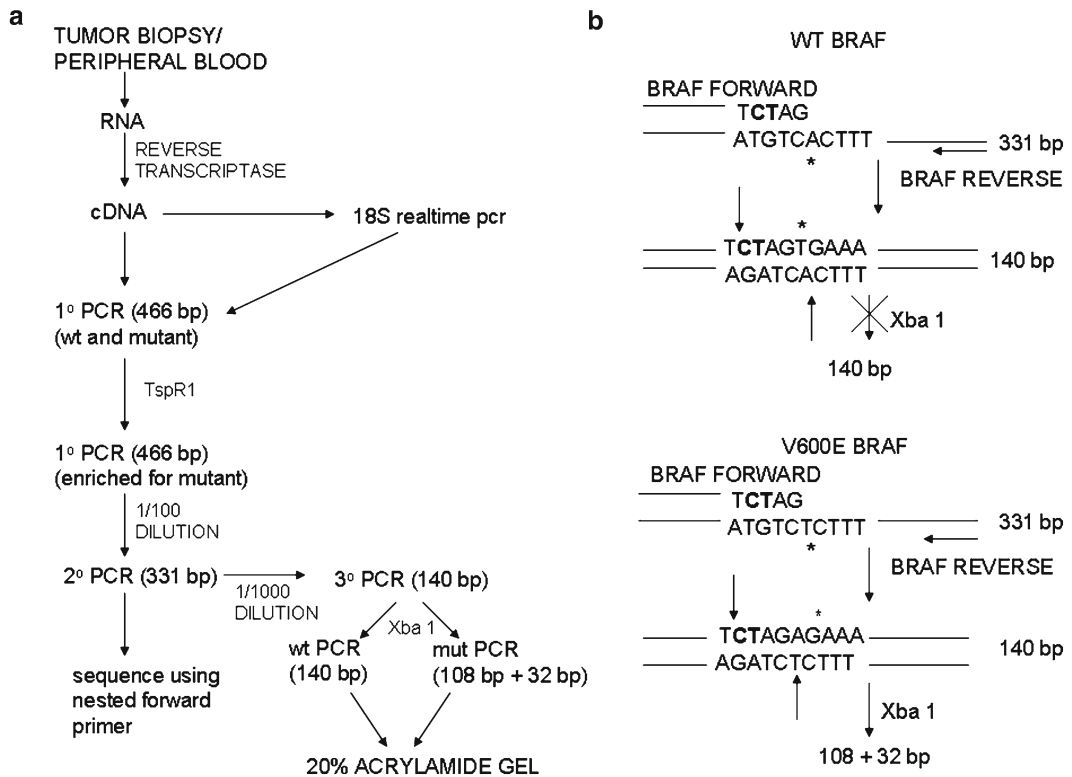 a
TUMOR BIOPSY/
PERIPHERAL BLOOD
RNA
REVERSE
TRANSCRIPTASE
cDNA
18S realtime pcr
1º PCR (466 bp)
(wt and mutant)
TspR1
1º PCR (466 bp)
(enriched for mutant)
1/100
DILUTION
2º PCR (331 bp)
1/1000
DILUTION
3º PCR (140 bp)
Xba 1
wt PCR
(140 bp)
mut PCR
(108 bp + 32 bp)
sequence using
nested forward
primer
20% ACRYLAMIDE GEL
b
WT BRAF
BRAF FORWARD
TCTAG
ATGTCACTTT
331 bp
*
BRAF REVERSE
*
TCTAGTGAAA
AGATCACTTT
140 bp
Xba 1
140 bp
V600E BRAF
BRAF FORWARD
TCTAG
ATGTCTCTTT
331 bp
*
BRAF REVERSE
*
TCTAGAGAAA
AGATCTCTTT
140 bp
Xba 1
108 + 32 bp